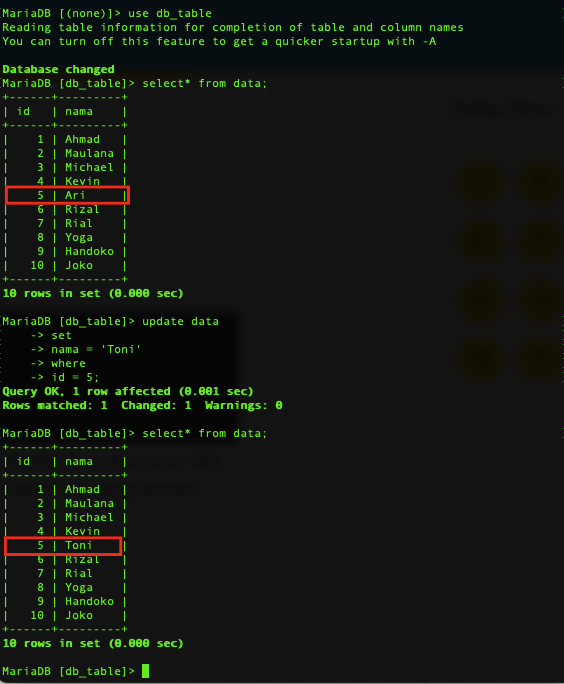 [MariaDB [(none)]> use db_table
Reading table information for completion of table and column names
You can turn off this feature to get a quicker startup with -A
Database changed
[MariaDB [db_table]> select* from data;
+------+---------+
| id   | nama    |
+------+---------+
|    1 | Ahmad   |
|    2 | Maulana |
|    3 | Michael |
|    4 | Kevin   |
|    5 | Ari     |
|    6 | Rizal   |
|    7 | Rial    |
|    8 | Yoga    |
|    9 | Handoko |
|   10 | Joko    |
+------+---------+
10 rows in set (0.000 sec)
[MariaDB [db_table]> update data
[    -> set
[    -> nama = 'Toni'
[    -> where
[    -> id = 5;
Query OK, 1 row affected (0.001 sec)
Rows matched: 1  Changed: 1  Warnings: 0
[MariaDB [db_table]> select* from data;
+------+---------+
| id   | nama    |
+------+---------+
|    1 | Ahmad   |
|    2 | Maulana |
|    3 | Michael |
|    4 | Kevin   |
|    5 | Toni    |
|    6 | Rizal   |
|    7 | Rial    |
|    8 | Yoga    |
|    9 | Handoko |
|   10 | Joko    |
+------+---------+
10 rows in set (0.000 sec)
MariaDB [db_table]>